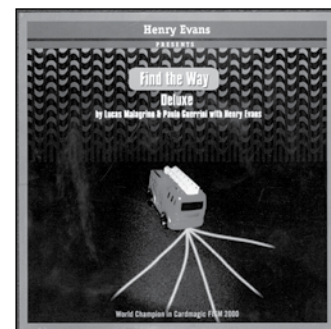 Henry Evans
PRESENTS
Find the Way
Deluxe
by Lucas Malagrino & Paulo Guerrini with Henry Evans
World Champion in Cardmagic FISM 2000